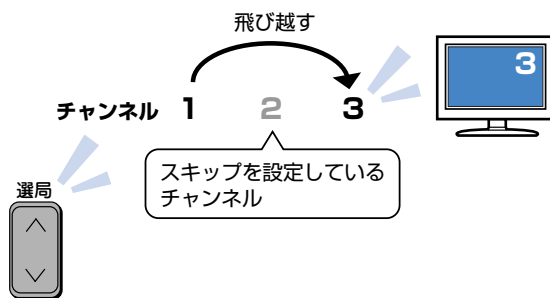 飛び越す
3
チャンネル 1 2 3
スキップを設定している
チャンネル
選局